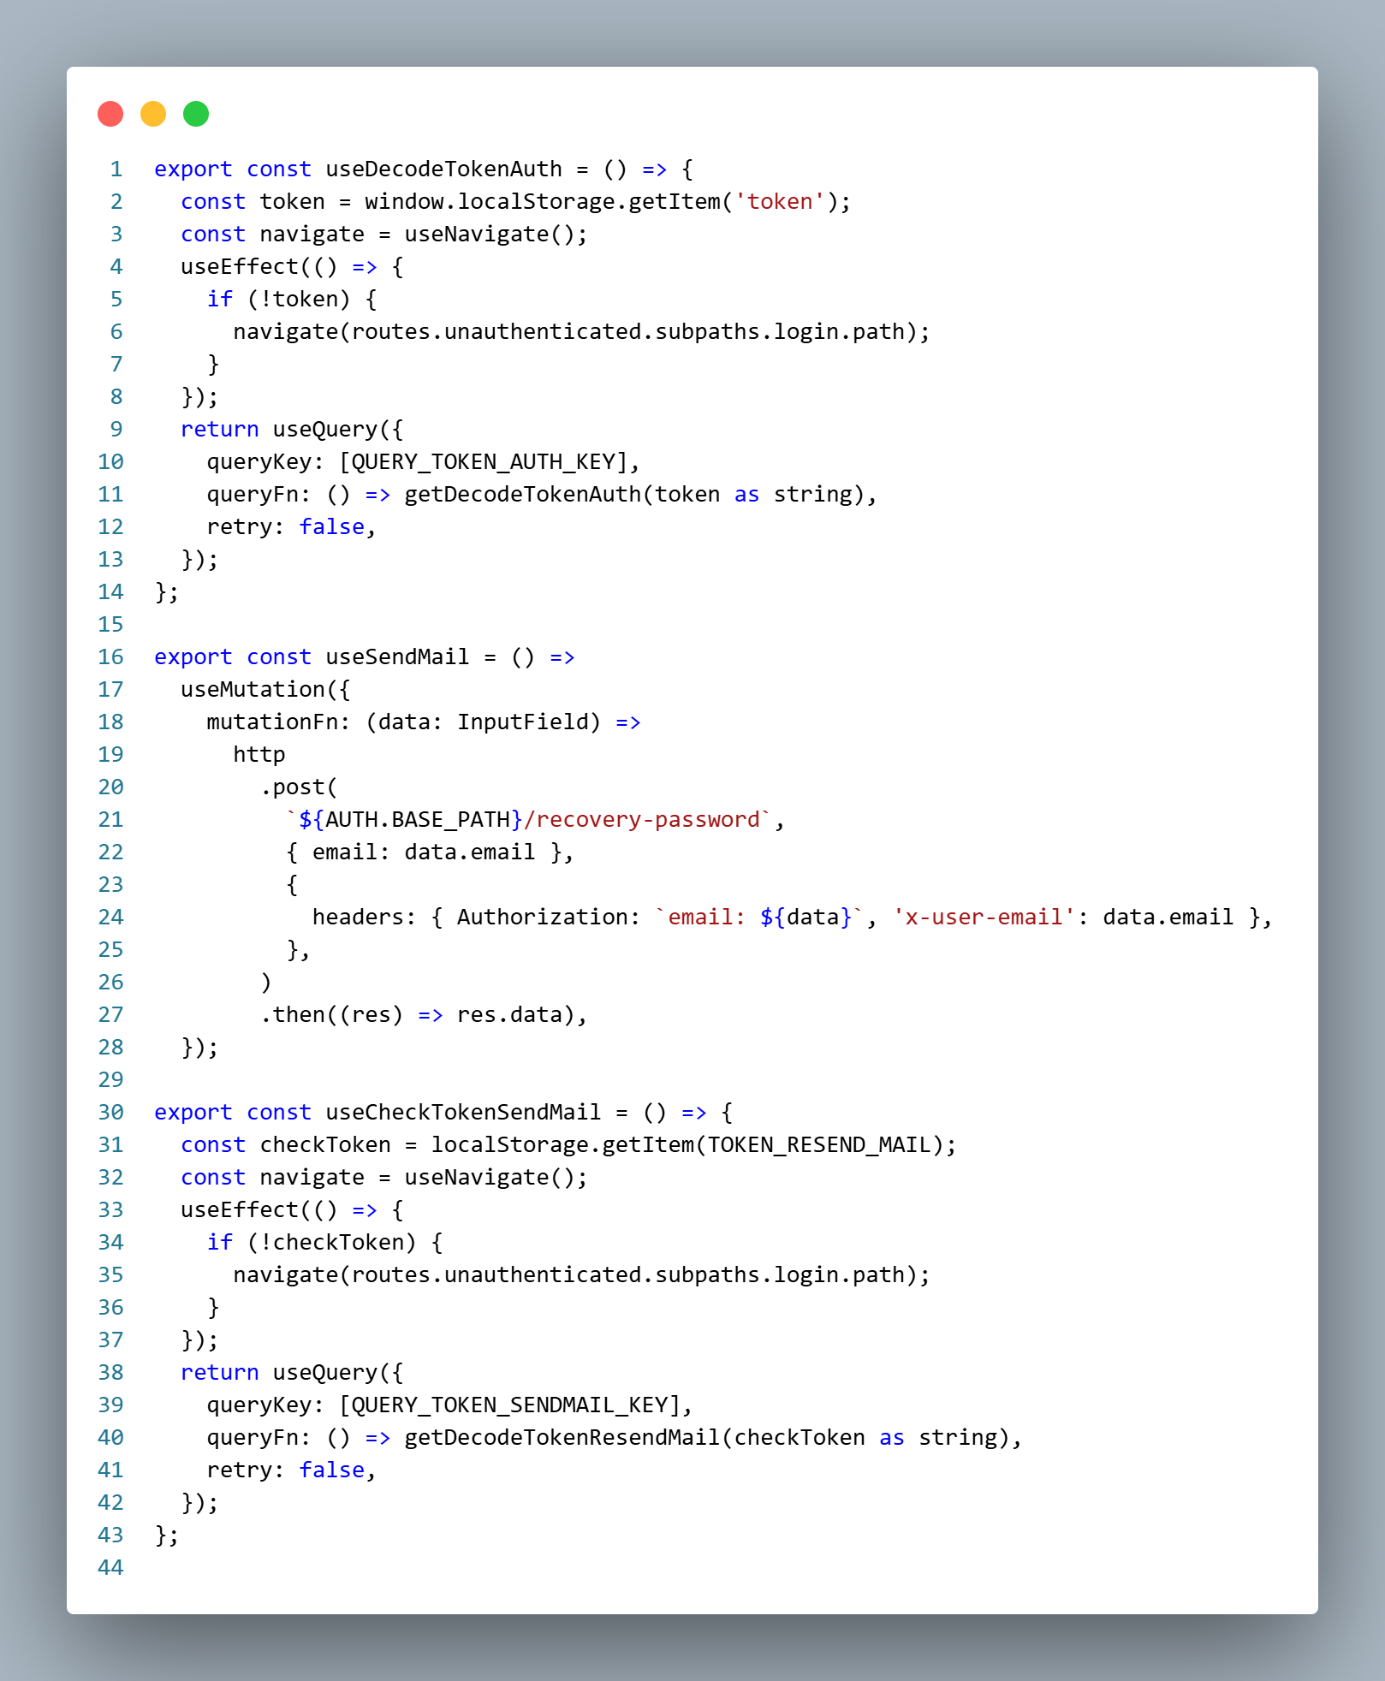 1 export const useDecodeTokenAuth = () => {
2   const token = window.localStorage.getItem('token');
3   const navigate = useNavigate();
4   useEffect(() => {
5     if (!token) {
6       navigate(routes.unauthenticated.subpaths.login.path);
7     }
8   });
9   return useQuery({
10     queryKey: [QUERY_TOKEN_AUTH_KEY],
11     queryFn: () => getDecodeTokenAuth(token as string),
12     retry: false,
13   });
14 };
15
16 export const useSendMail = () =>
17   useMutation({
18     mutationFn: (data: InputField) =>
19       http
20         .post(
21           `${AUTH.BASE_PATH}/recovery-password`,
22           { email: data.email },
23           {
24             headers: { Authorization: `email: ${data}`, 'x-user-email': data.email },
25           },
26         )
27         .then((res) => res.data),
28   });
29
30 export const useCheckTokenSendMail = () => {
31   const checkToken = localStorage.getItem(TOKEN_RESEND_MAIL);
32   const navigate = useNavigate();
33   useEffect(() => {
34     if (!checkToken) {
35       navigate(routes.unauthenticated.subpaths.login.path);
36     }
37   });
38   return useQuery({
39     queryKey: [QUERY_TOKEN_SENDMAIL_KEY],
40     queryFn: () => getDecodeTokenResendMail(checkToken as string),
41     retry: false,
42   });
43 };
44